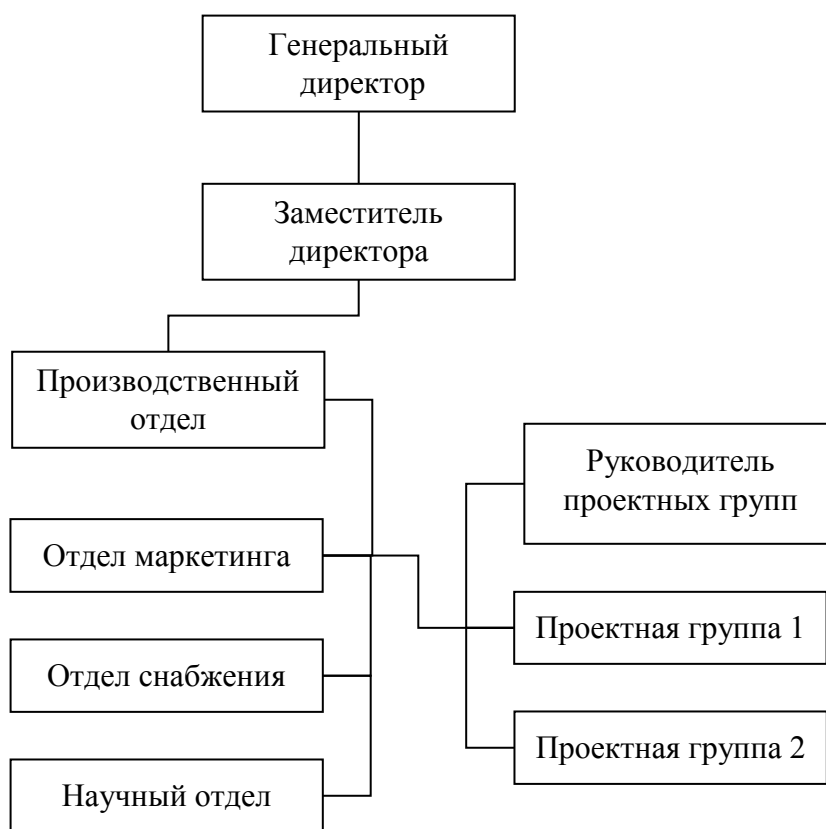 Генеральный
директор
Заместитель
директора
Производственный
отдел
Отдел маркетинга
Отдел снабжения
Научный отдел
Руководитель
проектных групп
Проектная группа 1
Проектная группа 2